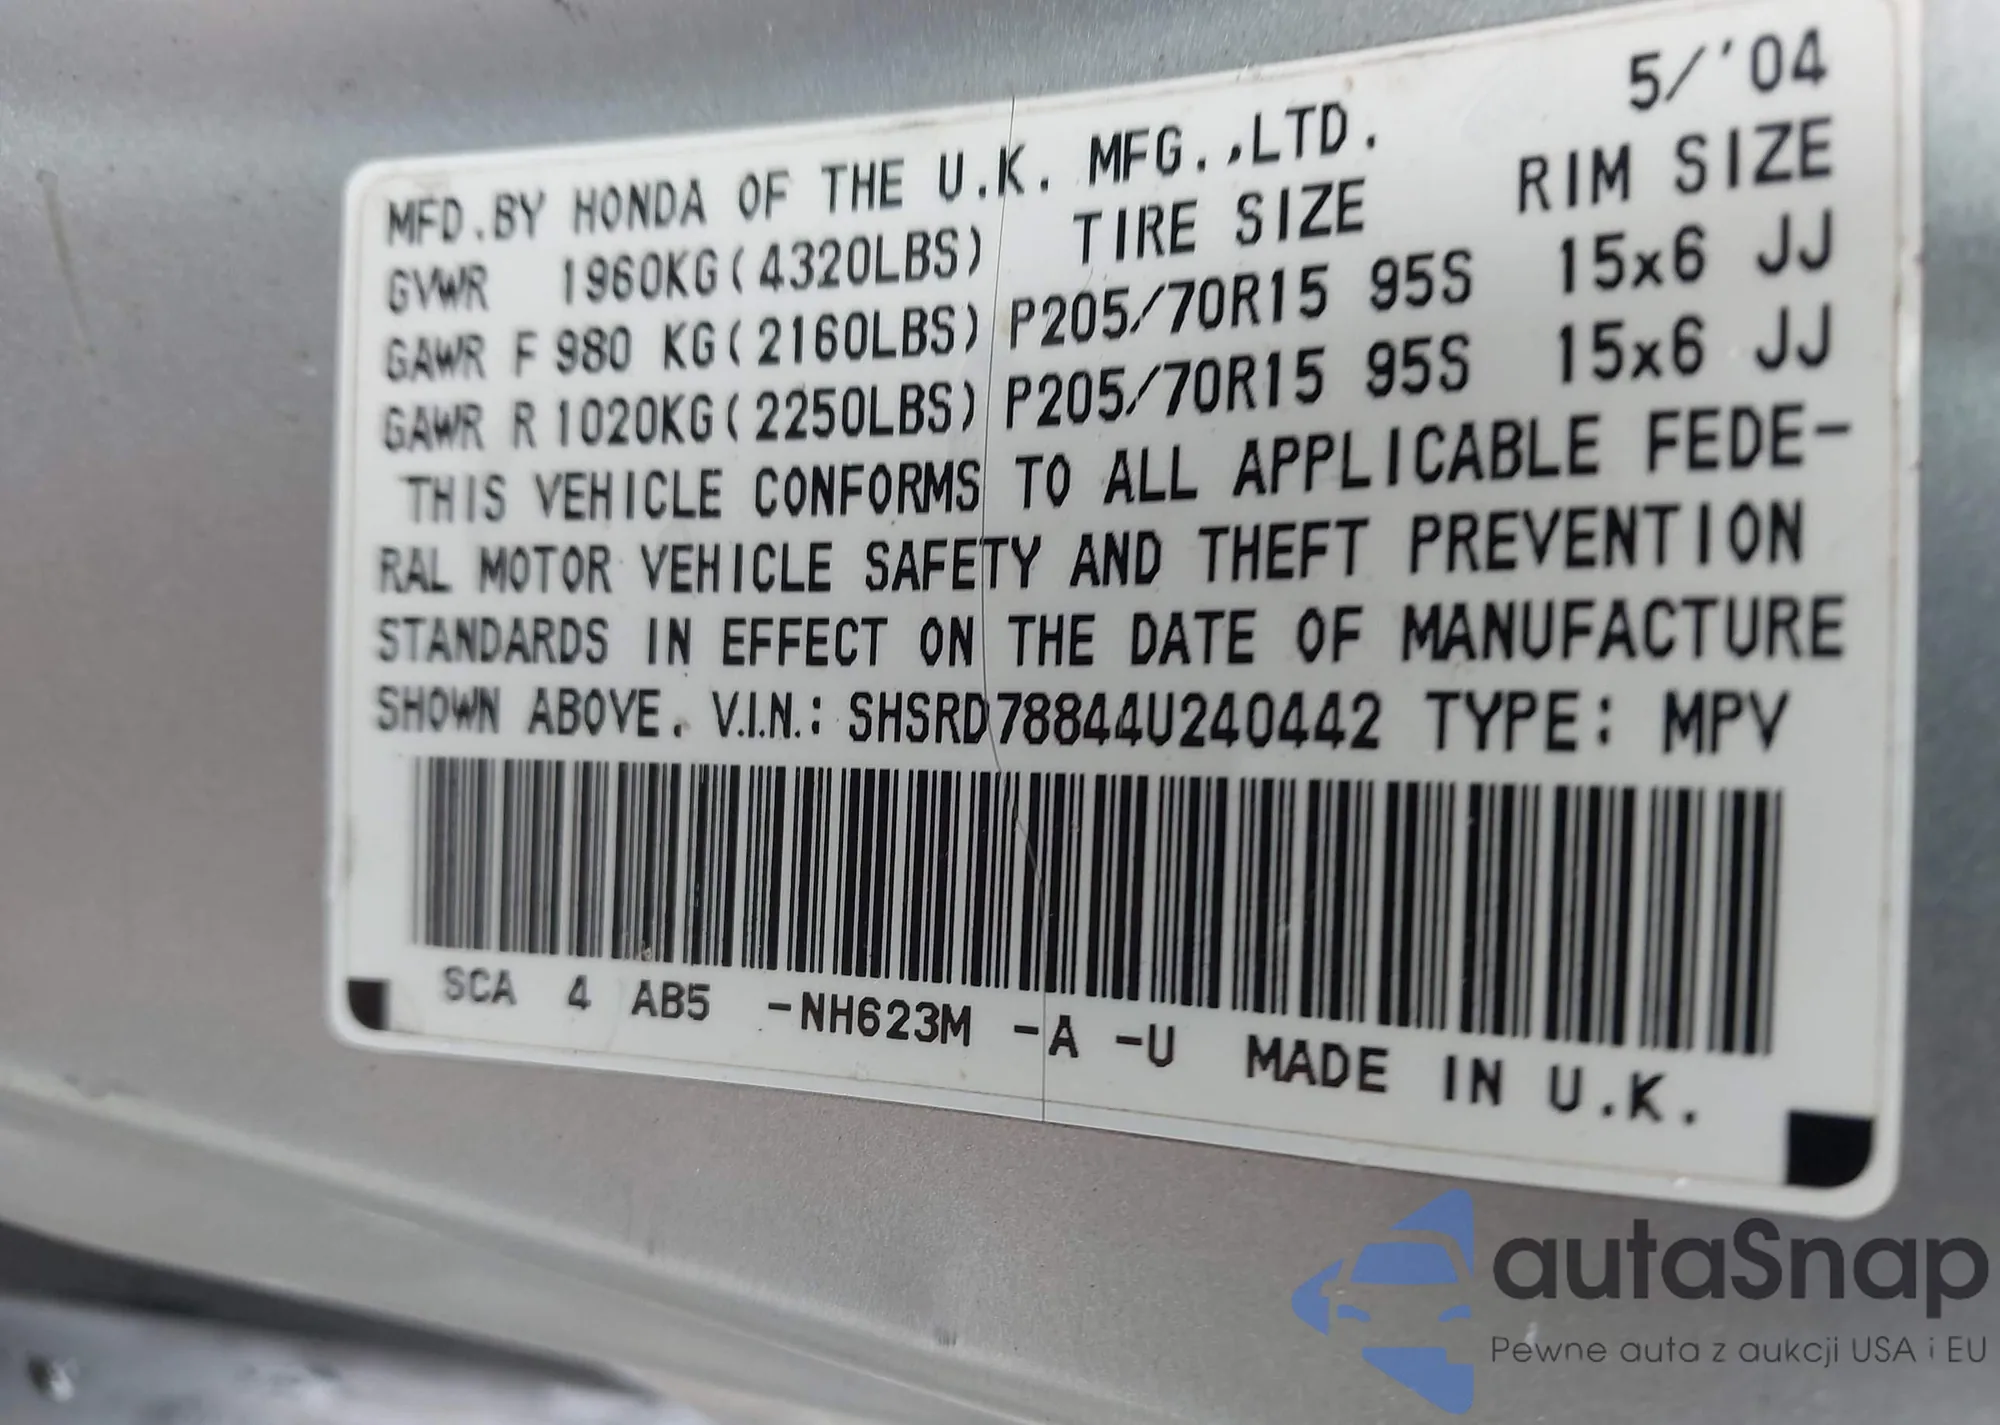 5/'04
MFD.BY HONDA OF THE U.K. MFG.,LTD.
GVWR 1960KG(4320LBS) TIRE SIZE RIM SIZE
GAWR F 980 KG(2160LBS) P205/70R15 95S 15x6 JJ
GAWR R 1020KG(2250LBS) P205/70R15 95S 15x6 JJ
THIS VEHICLE CONFORMS TO ALL APPLICABLE FEDE-
RAL MOTOR VEHICLE SAFETY AND THEFT PREVENTION
STANDARDS IN EFFECT ON THE DATE OF MANUFACTURE
SHOWN ABOVE. V.I.N.: SHSRD78844U240442 TYPE: MPV
SCA 4 AB5 -NH623M -A -U MADE IN U.K.
autaSnap
Pewne auta z aukcji USA i EU